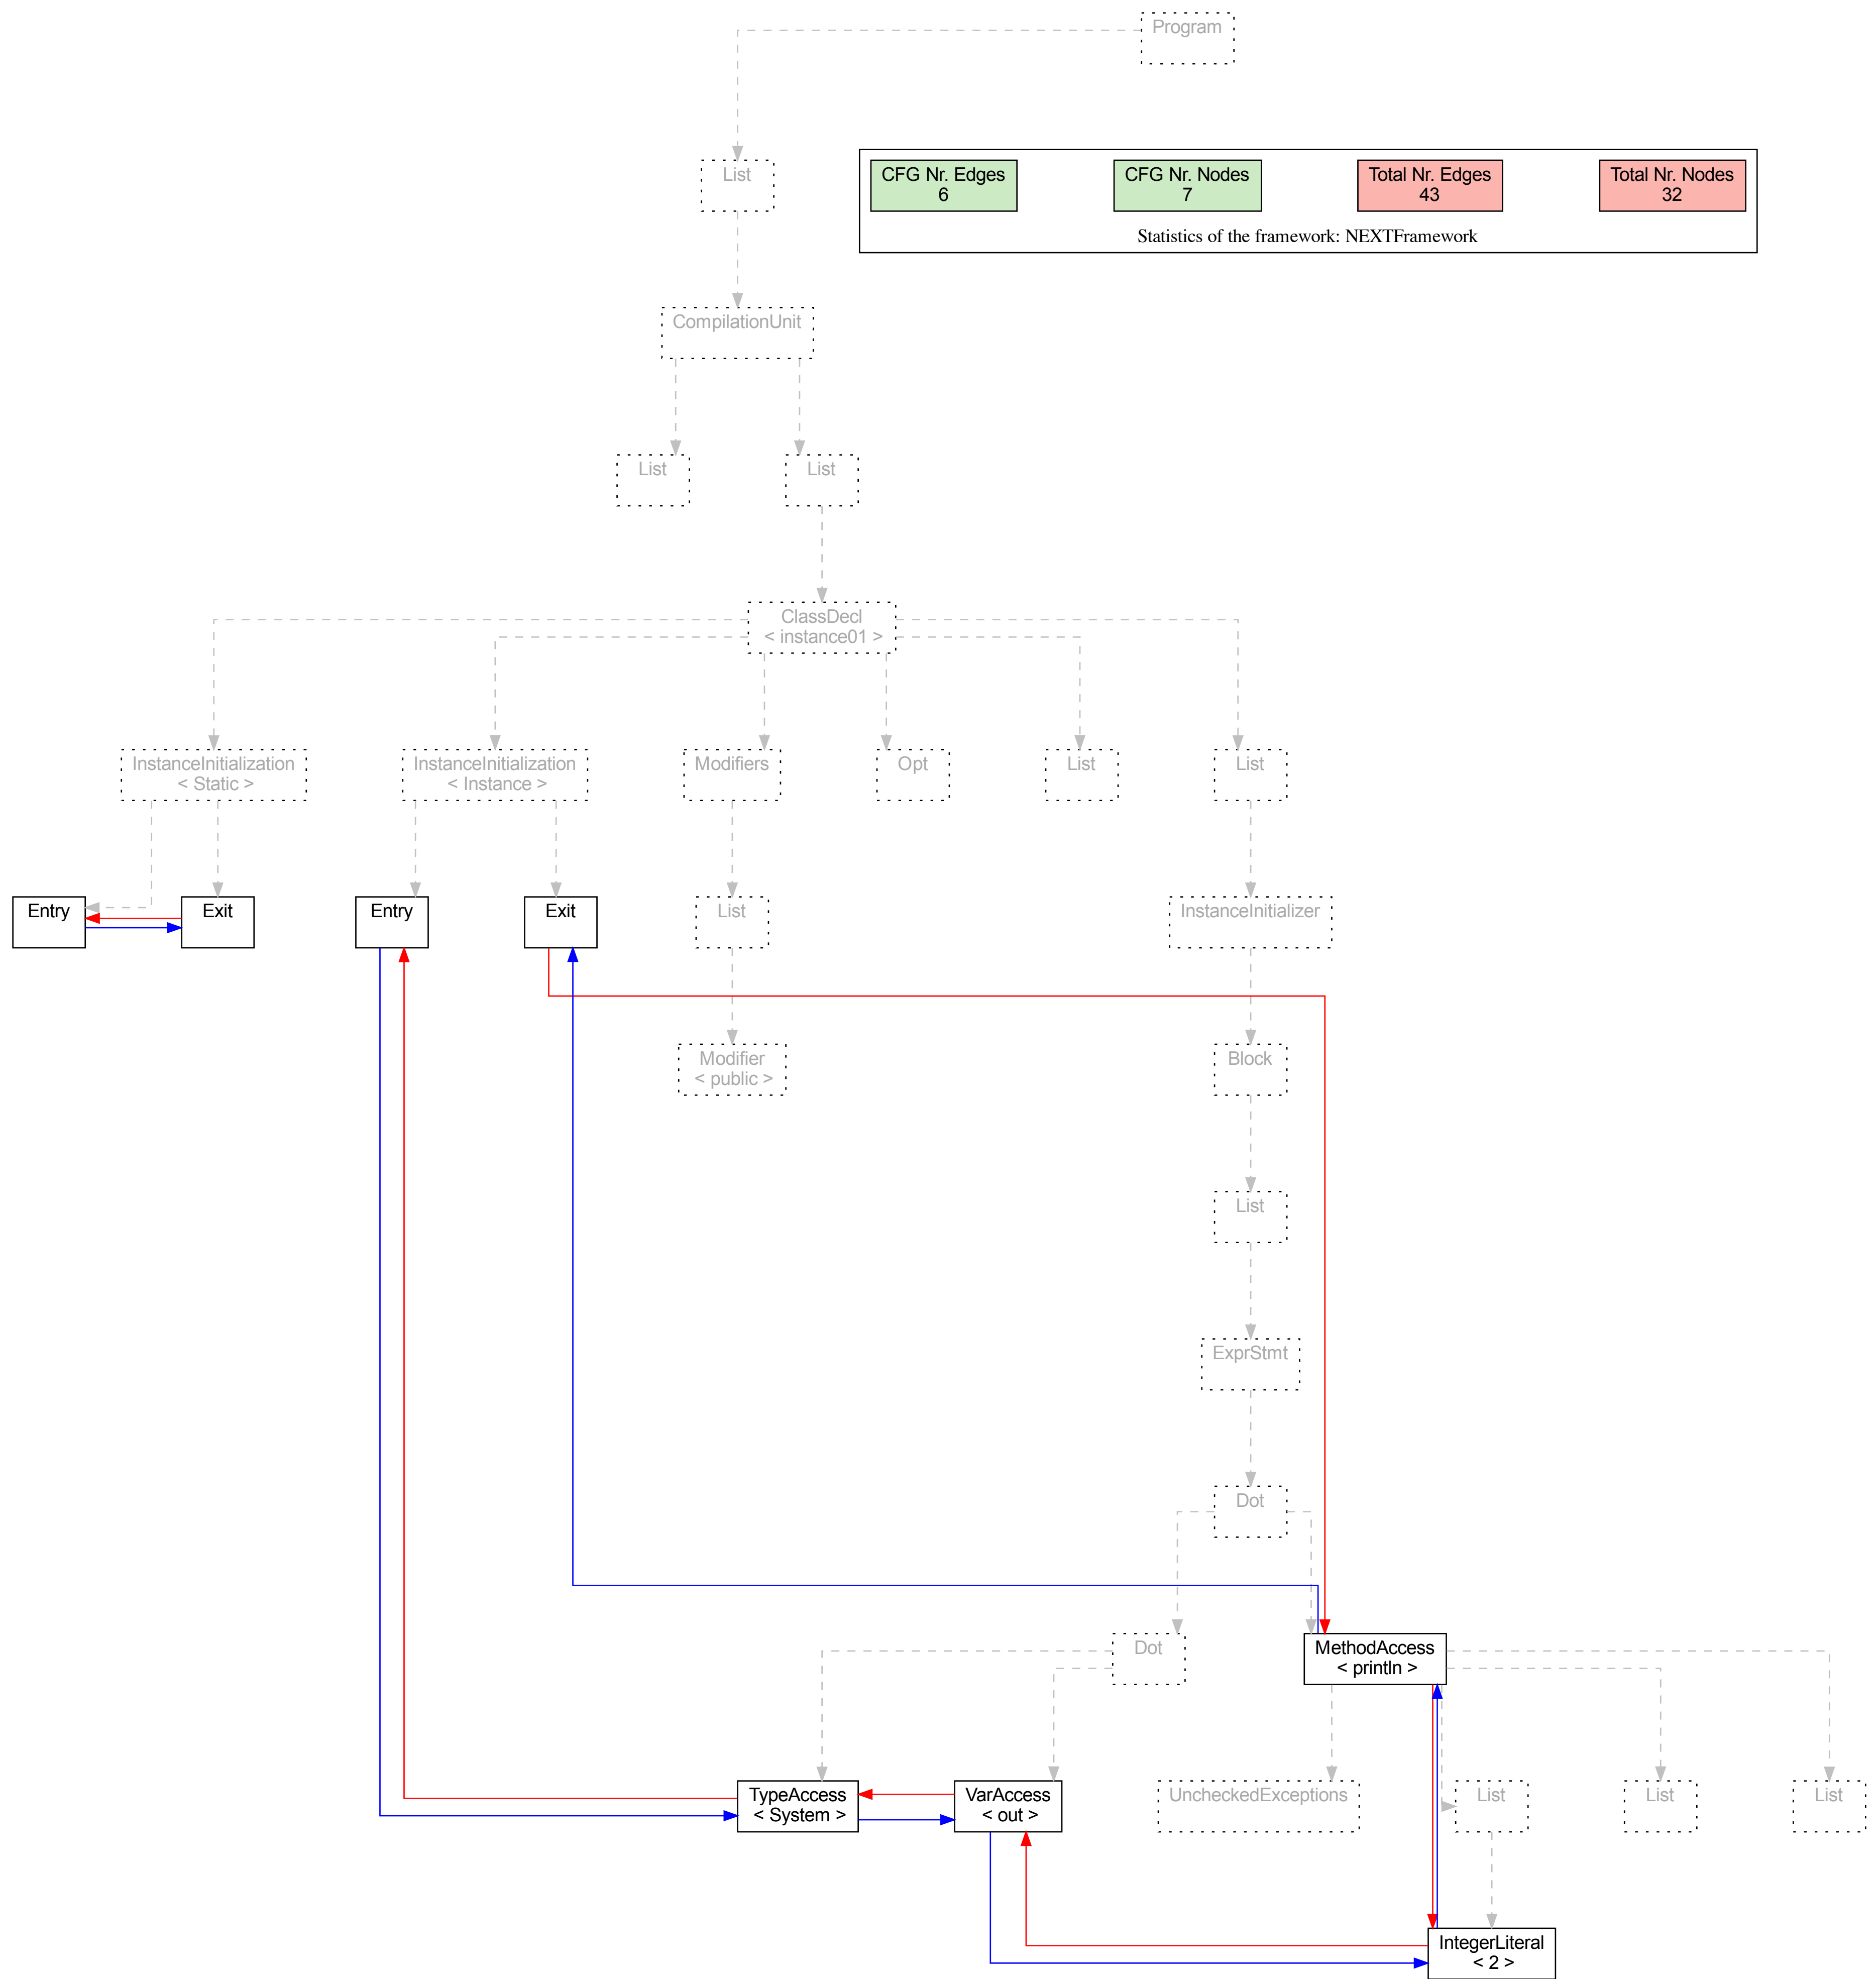 Program
List
CFG Nr. Edges
6
CFG Nr. Nodes
7
Total Nr. Edges
43
Total Nr. Nodes
32
Statistics of the framework: NEXTFramework
CompilationUnit
List
List
ClassDecl
< instance01 >
InstanceInitialization
< Static >
InstanceInitialization
< Instance >
Modifiers
Opt
List
List
Entry
Exit
Entry
Exit
List
InstanceInitializer
Modifier
< public >
Block
List
ExprStmt
Dot
Dot
MethodAccess
< println >
TypeAccess
< System >
VarAccess
< out >
UncheckedExceptions
List
List
List
IntegerLiteral
< 2 >